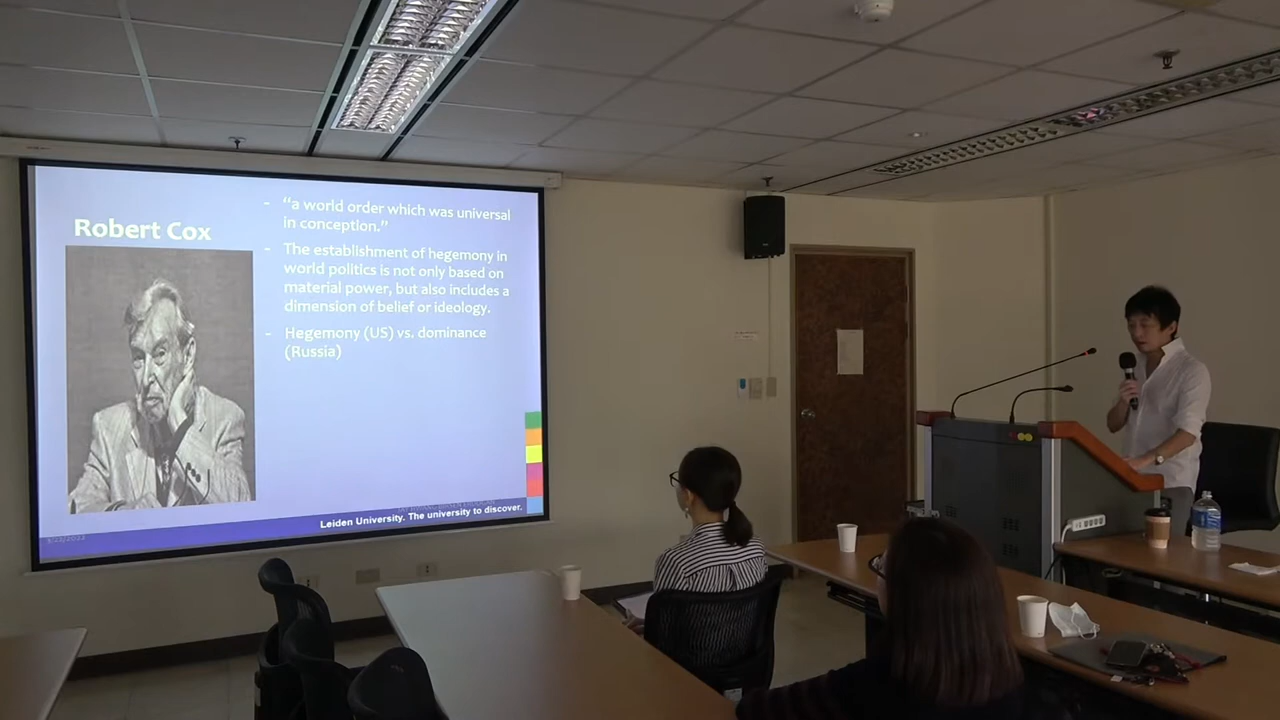 Robert Cox
- "a world order which was universal
in conception."
- The establishment of hegemony in
world politics is not only based on
material power, but also includes a
dimension of belief or ideology.
- Hegemony (US) vs. dominance
(Russia)
Leiden University. The university to discover.